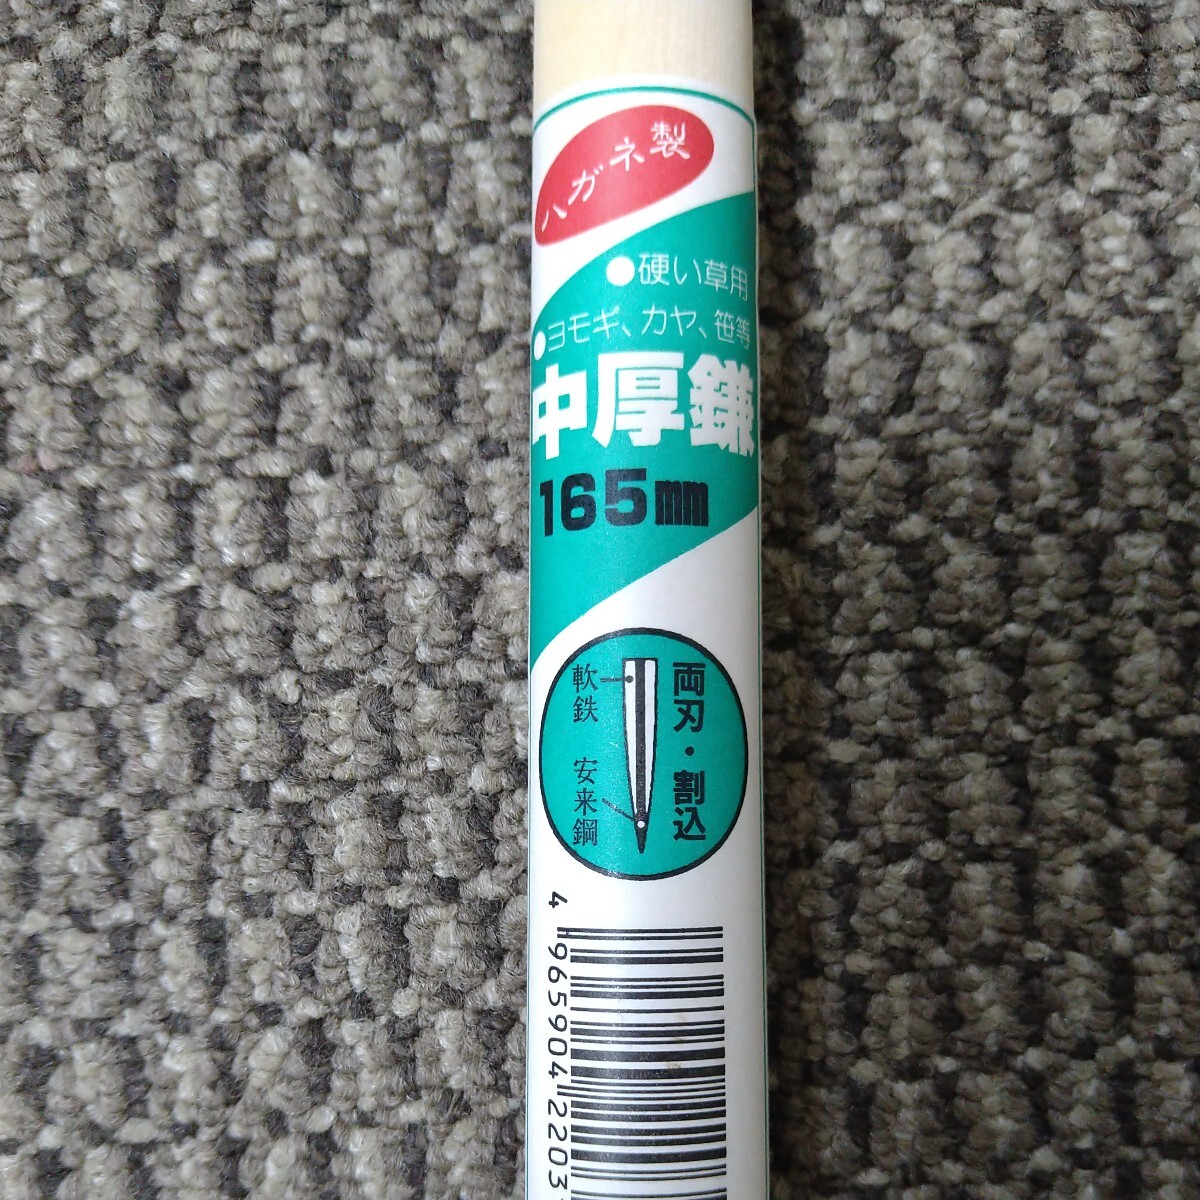 ハガネ製
●硬い草用
●ヨモギ、カヤ、笹等
中厚鎌
165mm
両刃・割込
軟鉄
安来鋼
4 965904 2203